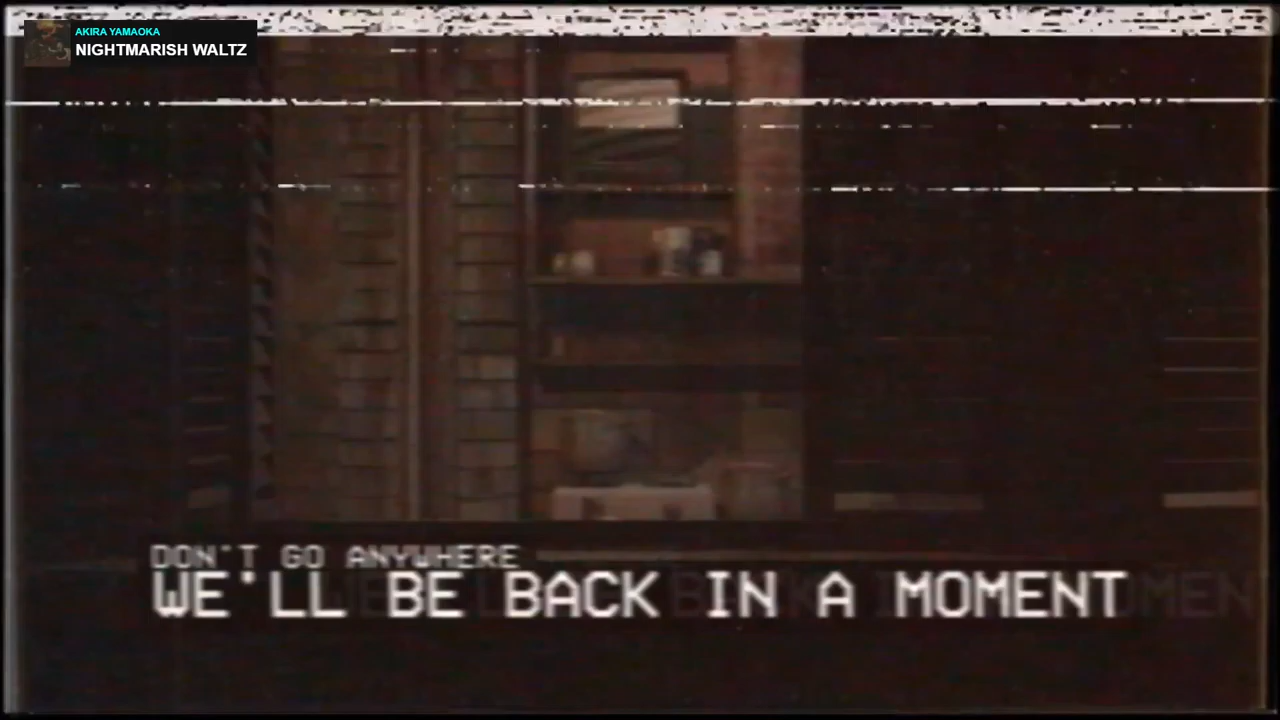 AKIRA YAMAOKA
NIGHTMARISH WALTZ
DON'T GO ANYWHERE
WE'LL BE BACK IN A MOMENT